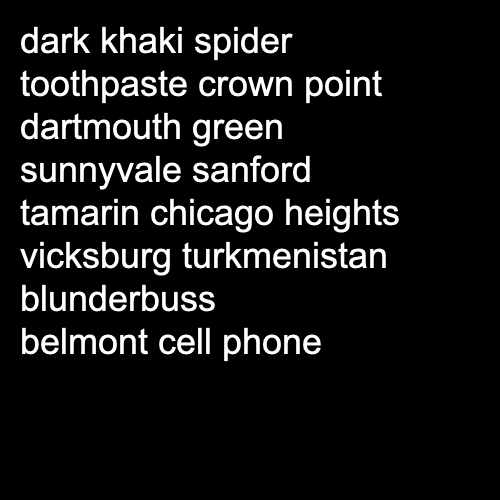 dark khaki spider
toothpaste crown point
dartmouth green
sunnyvale sanford
tamarin chicago heights
vicksburg turkmenistan
blunderbuss
belmont cell phone